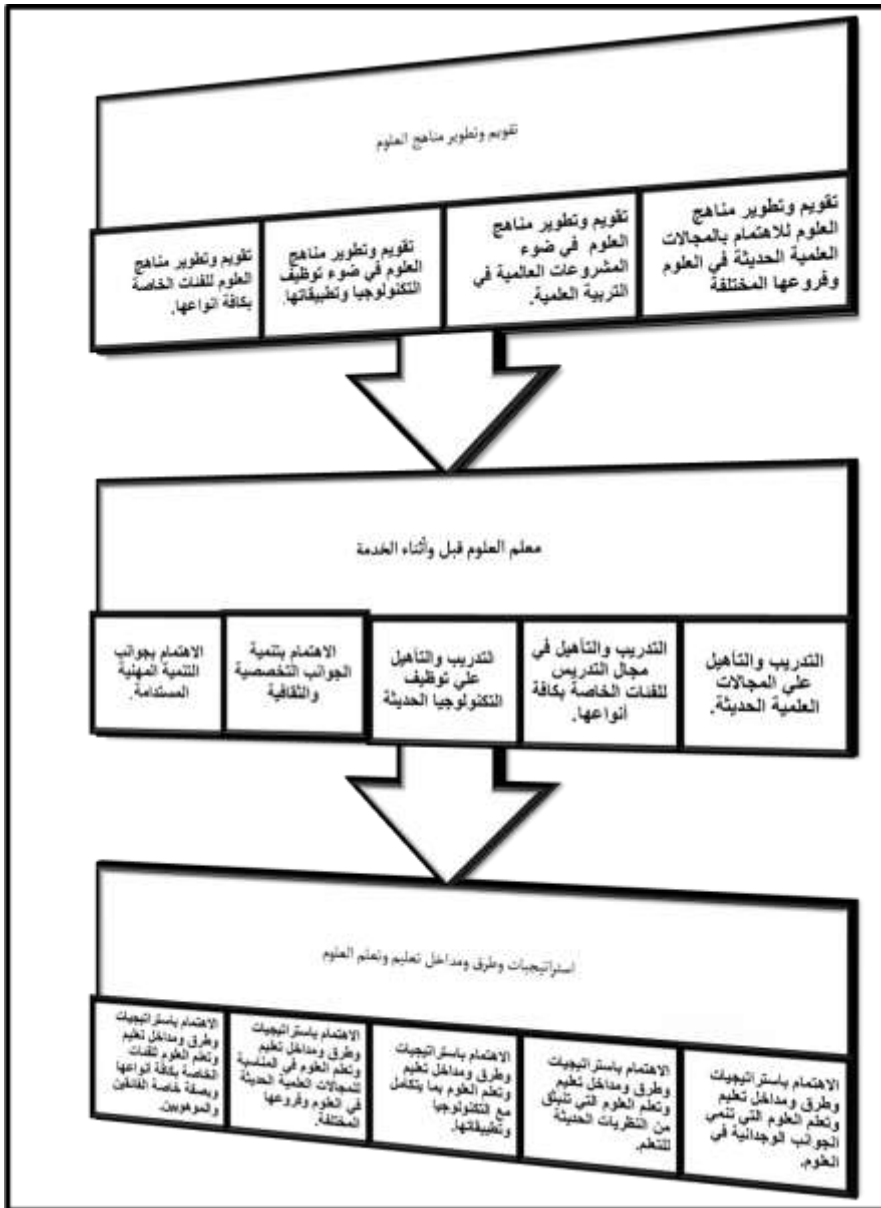 تقويم وتطوير مناهج العلوم
تقويم وتطوير مناهج
العلوم للاهتمام بالمجالات
العلمية الحديثة في العلوم
وفروعها المختلفة
تقويم وتطوير مناهج
العلوم في ضوء
المشروعات العالمية في
التربية العلمية.
تقويم وتطوير مناهج
العلوم في ضوء توظيف
التكنولوجيا وتطبيقاتها.
تقويم وتطوير مناهج
العلوم للفئات الخاصة
بكافة انواعها.
معلم العلوم قبل وأثناء الخدمة
التدريب والتأهيل
علي المجالات
العلمية الحديثة.
التدريب والتأهيل في
مجال التدريس
للفئات الخاصة بكافة
أنواعها.
التدريب والتأهيل
علي توظيف
التكنولوجيا الحديثة
الاهتمام بتنمية
الجوانب التخصصية
والثقافية
الاهتمام بجوانب
التنمية المهنية
المستدامة.
استراتيجيات وطرق ومداخل تعليم وتعلم العلوم
الاهتمام باستراتيجيات
وطرق ومداخل تعليم
وتعلم العلوم التي تنمي
الجوانب الوجدانية في
العلوم.
الاهتمام باستراتيجيات
وطرق ومداخل تعليم
وتعلم العلوم التي تنبثق
من النظريات الحديثة
للتعلم.
الاهتمام باستراتيجيات
وطرق ومداخل تعليم
وتعلم العلوم بما يتكامل
مع التكنولوجيا
وتطبيقاتها.
الاهتمام باستراتيجيات
وطرق ومداخل تعليم
وتعلم العلوم في المناسبة
للمجالات العلمية الحديثة
في العلوم وفروعها
المختلفة.
الاهتمام باستراتيجيات
وطرق ومداخل تعليم
وتعلم العلوم للفئات
الخاصة بكافة انواعها
وبصفة خاصة الفائقين
والموهوبين.